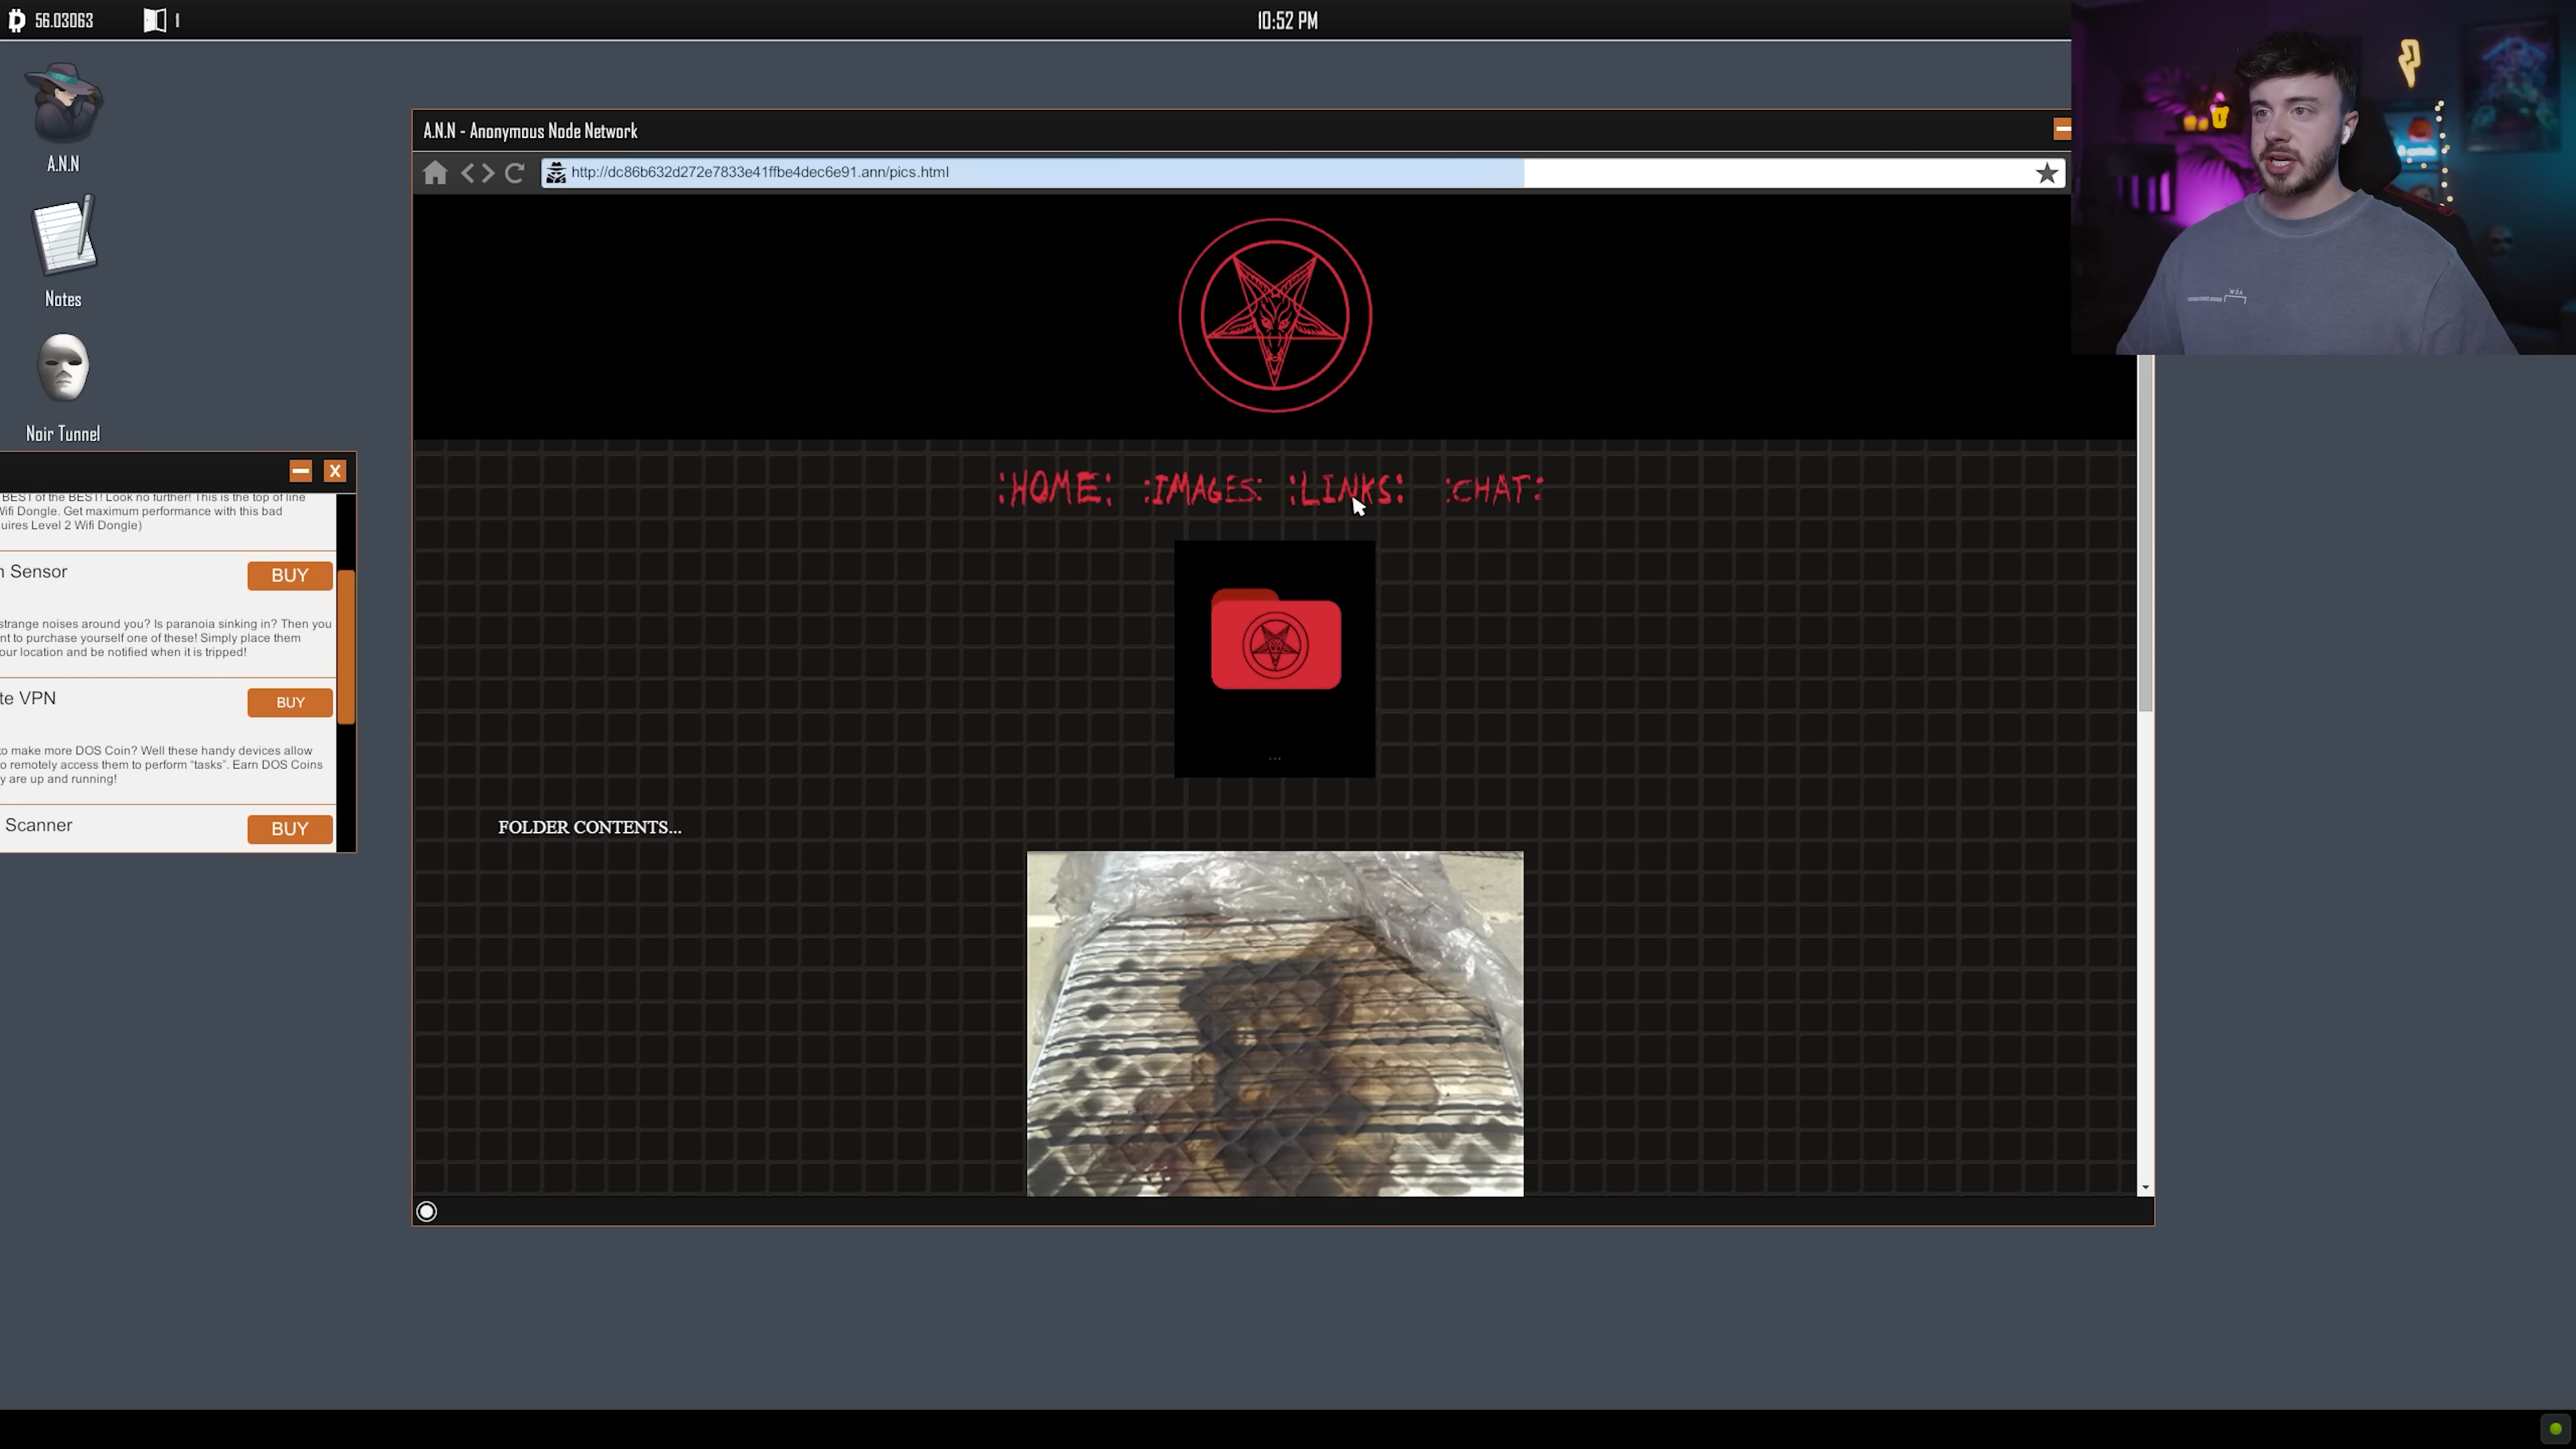 56.03063
1
10:52 PM
A.N.N
Notes
Noir Tunnel
A.N.N - Anonymous Node Network
http://dc86b632d272e7833e41ffbe4dec6e91.ann/pics.html
:HOME: :IMAGES: :LINKS: :CHAT:
...
FOLDER CONTENTS...
X
BEST of the BEST! Look no further! This is the top of line
Wifi Dongle. Get maximum performance with this bad
uires Level 2 Wifi Dongle)
n Sensor
BUY
strange noises around you? Is paranoia sinking in? Then you
nt to purchase yourself one of these! Simply place them
our location and be notified when it is tripped!
te VPN
BUY
o make more DOS Coin? Well these handy devices allow
o remotely access them to perform “tasks”. Earn DOS Coins
y are up and running!
Scanner
BUY